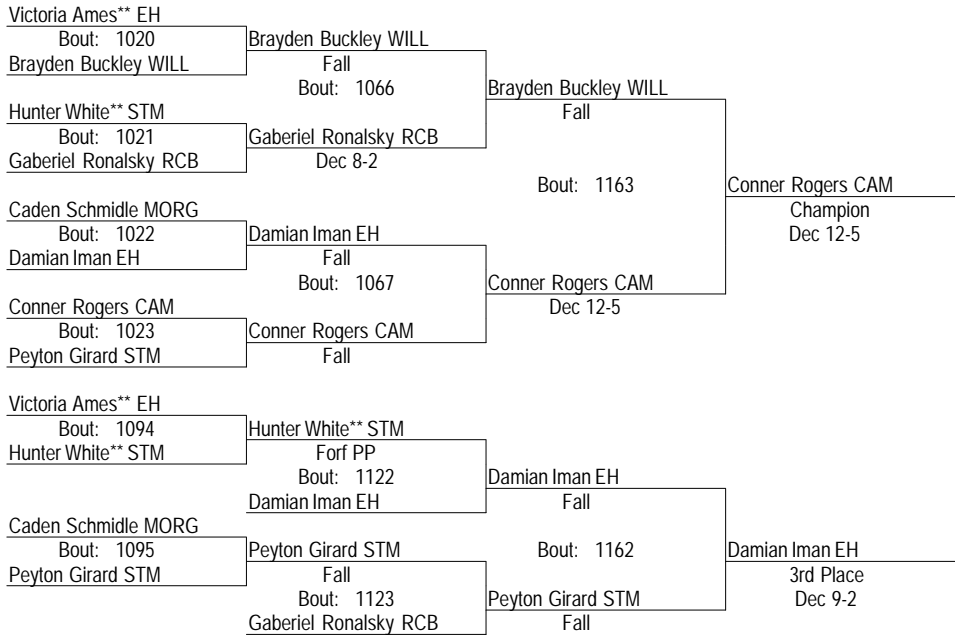 Victoria Ames** EH
Bout: 1020
Brayden Buckley WILL
Brayden Buckley WILL
Fall
Bout: 1066
Brayden Buckley WILL
Fall
Hunter White** STM
Bout: 1021
Gaberiel Ronalsky RCB
Gaberiel Ronalsky RCB
Dec 8-2
Bout: 1163
Conner Rogers CAM
Champion
Dec 12-5
Caden Schmidle MORG
Bout: 1022
Damian Iman EH
Damian Iman EH
Fall
Bout: 1067
Conner Rogers CAM
Dec 12-5
Conner Rogers CAM
Bout: 1023
Peyton Girard STM
Conner Rogers CAM
Fall
Victoria Ames** EH
Bout: 1094
Hunter White** STM
Hunter White** STM
Forf PP
Bout: 1122
Damian Iman EH
Damian Iman EH
Fall
Caden Schmidle MORG
Bout: 1095
Peyton Girard STM
Peyton Girard STM
Fall
Bout: 1123
Gaberiel Ronalsky RCB
Bout: 1162
Peyton Girard STM
Fall
Damian Iman EH
3rd Place
Dec 9-2